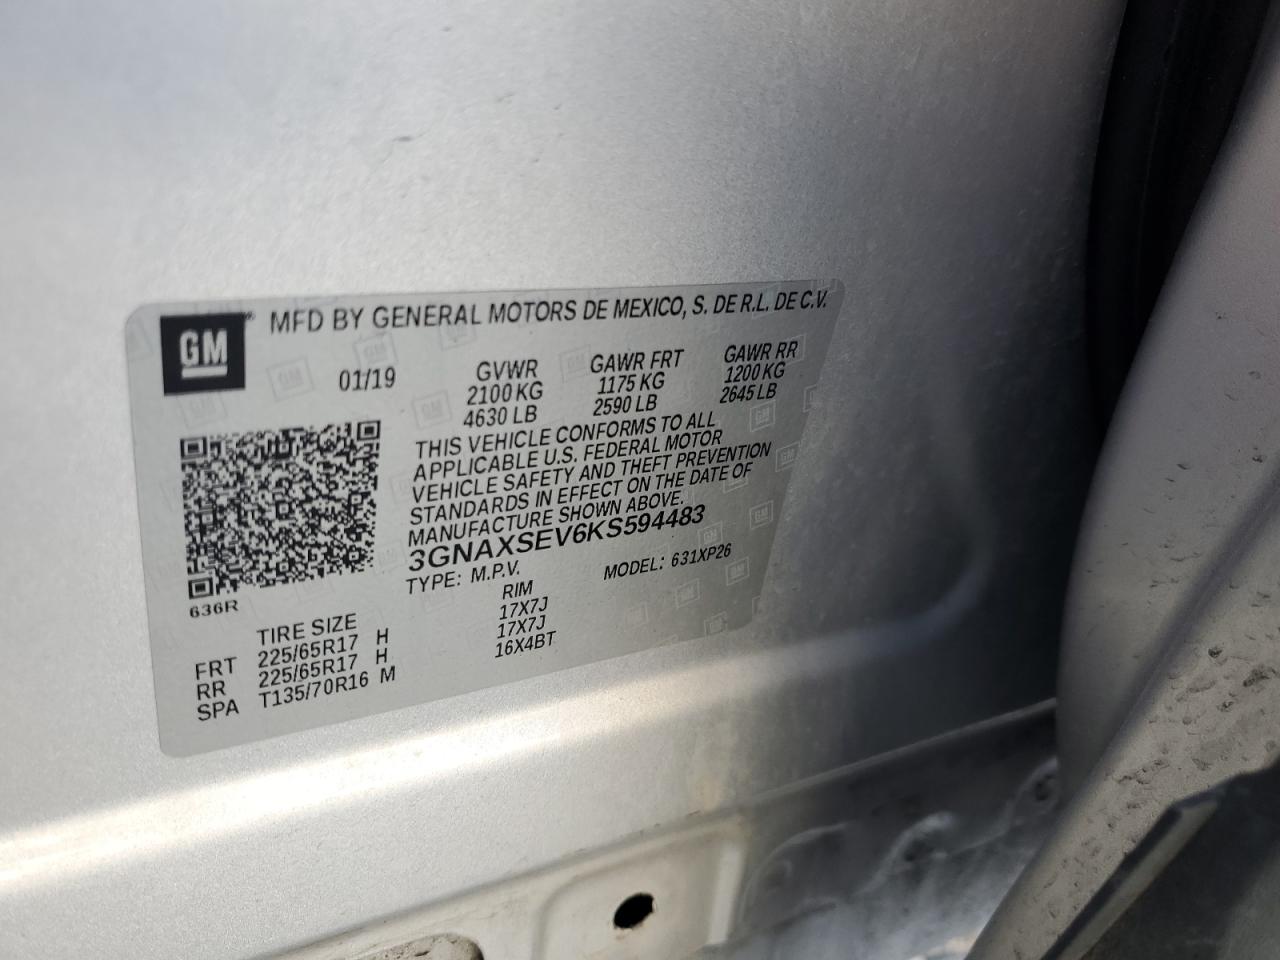 GM
MFD BY GENERAL MOTORS DE MEXICO, S. DE R.L. DE C.V.
01/19 GVWR GAWR FRT GAWR RR
2100 KG 1175 KG 1200 KG
4630 LB 2590 LB 2645 LB
THIS VEHICLE CONFORMS TO ALL
APPLICABLE U.S. FEDERAL MOTOR
VEHICLE SAFETY AND THEFT PREVENTION
STANDARDS IN EFFECT ON THE DATE OF
MANUFACTURE SHOWN ABOVE.
3GNAXSEV6KS594483
TYPE: M.P.V. MODEL: 631XP26
636R
TIRE SIZE RIM
FRT 225/65R17 H 17X7J
RR 225/65R17 H 17X7J
SPA T135/70R16 M 16X4BT